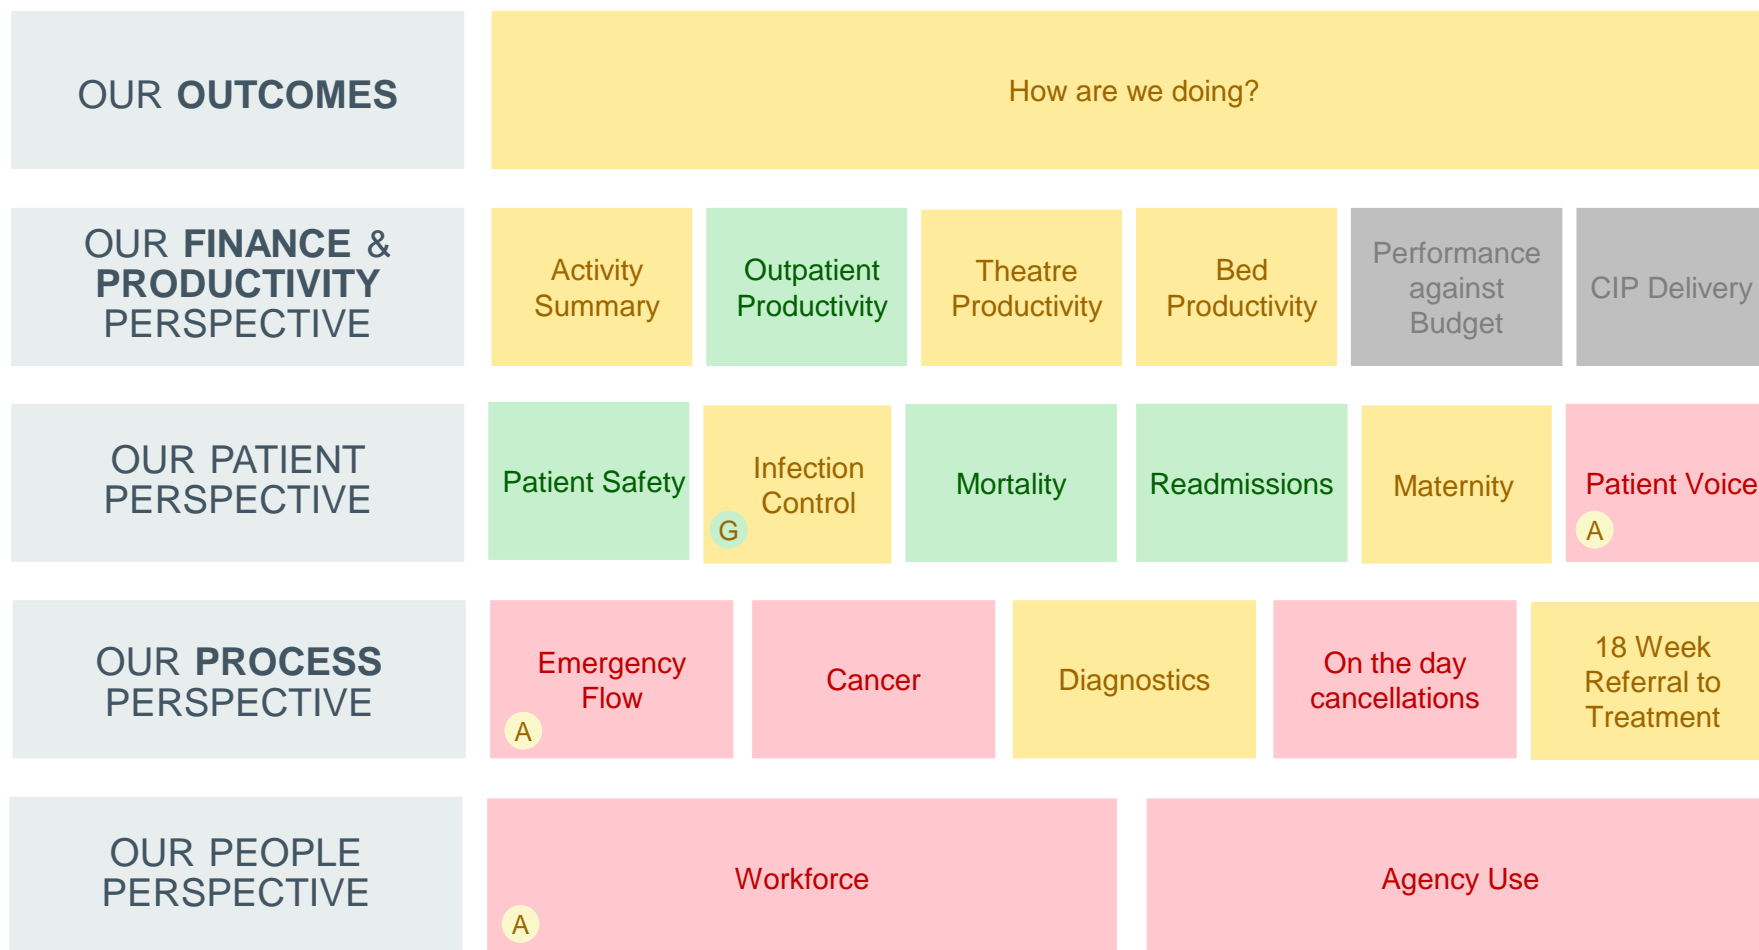 OUR OUTCOMES
How are we doing?
OUR FINANCE &
PRODUCTIVITY
PERSPECTIVE
Activity
Summary
Outpatient
Productivity
Theatre
Productivity
Bed
Productivity
Performance
against
Budget
CIP Delivery
OUR PATIENT
PERSPECTIVE
Patient Safety
Infection
Control
G
Mortality
Readmissions
Maternity
Patient Voice
A
OUR PROCESS
PERSPECTIVE
Emergency
Flow
A
Cancer
Diagnostics
On the day
cancellations
18 Week
Referral to
Treatment
OUR PEOPLE
PERSPECTIVE
Workforce
A
Agency Use